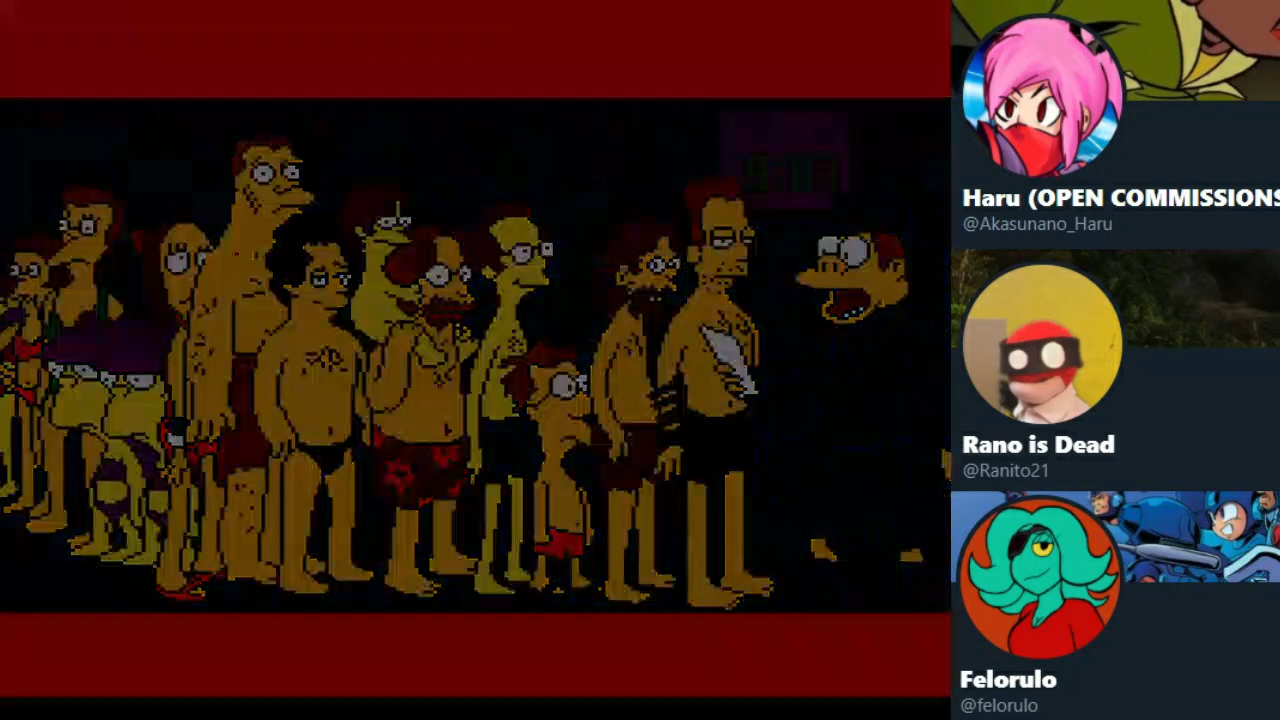 Haru (OPEN COMMISSIONS
@Akasunano_Haru
Rano is Dead
@Ranito21
Felorulo
@felorulo